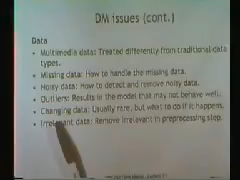 DM issues (cont.)
Data
• Multimedia data: Treated differently from traditional data
types.
• Missing data: How to handle the missing data.
• Noisy data: How to detect and remove noisy data.
• Outliers: Results in the model that may not behave well.
• Changing data: Usually rare, but what to do if it happens.
• Irrelevant data: Remove irrelevant in preprocessing step.